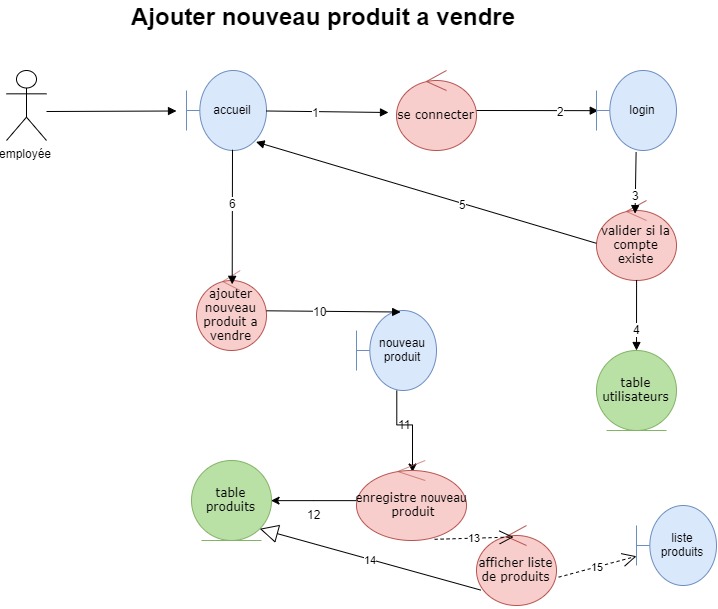 Ajouter nouveau produit a vendre
accueil
1
se connecter
2
login
employée
3
6
5
valider si la
compte
existe
ajouter
nouveau
produit a
vendre
10
nouveau
produit
4
table
utilisateurs
11
table
produits
enregistre nouveau
produit
12
13
liste
produits
14
afficher liste
de produits
15